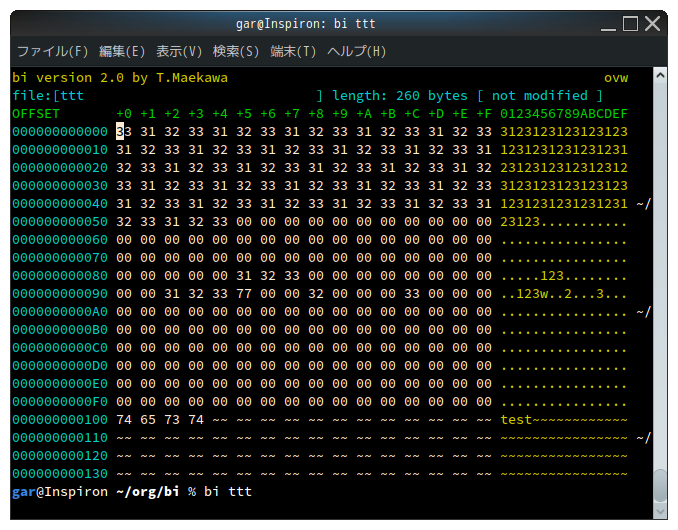 gar@Inspiron: bi ttt
ファイル(F) 編集(E) 表示(V) 検索(S) 端末(T) ヘルプ(H)
bi version 2.0 by T.Maekawa ovw
file:[ttt ] length: 260 bytes [ not modified ]
OFFSET +0 +1 +2 +3 +4 +5 +6 +7 +8 +9 +A +B +C +D +E +F 0123456789ABCDEF
000000000000 33 31 32 33 31 32 33 31 32 33 31 32 33 31 32 33 3123123123123123
000000000010 31 32 33 31 32 33 31 32 33 31 32 33 31 32 33 31 1231231231231231
000000000020 32 33 31 32 33 31 32 33 31 32 33 31 32 33 31 32 2312312312312312
000000000030 33 31 32 33 31 32 33 31 32 33 31 32 33 31 32 33 3123123123123123
000000000040 31 32 33 31 32 33 31 32 33 31 32 33 31 32 33 31 1231231231231231 ~/
000000000050 32 33 31 32 33 00 00 00 00 00 00 00 00 00 00 00 23123...........
000000000060 00 00 00 00 00 00 00 00 00 00 00 00 00 00 00 00 ................
000000000070 00 00 00 00 00 00 00 00 00 00 00 00 00 00 00 00 ................
000000000080 00 00 00 00 00 31 32 33 00 00 00 00 00 00 00 00 .....123........
000000000090 00 00 31 32 33 77 00 00 32 00 00 00 33 00 00 00 ..123w..2...3...
0000000000A0 00 00 00 00 00 00 00 00 00 00 00 00 00 00 00 00 ................ ~/
0000000000B0 00 00 00 00 00 00 00 00 00 00 00 00 00 00 00 00 ................
0000000000C0 00 00 00 00 00 00 00 00 00 00 00 00 00 00 00 00 ................
0000000000D0 00 00 00 00 00 00 00 00 00 00 00 00 00 00 00 00 ................
0000000000E0 00 00 00 00 00 00 00 00 00 00 00 00 00 00 00 00 ................
0000000000F0 00 00 00 00 00 00 00 00 00 00 00 00 00 00 00 00 ................
000000000100 74 65 73 74 ~~ ~~ ~~ ~~ ~~ ~~ ~~ ~~ ~~ ~~ ~~ ~~ test~~~~~~~~~~~~
000000000110 ~~ ~~ ~~ ~~ ~~ ~~ ~~ ~~ ~~ ~~ ~~ ~~ ~~ ~~ ~~ ~~ ~~~~~~~~~~~~~~~~ ~/
000000000120 ~~ ~~ ~~ ~~ ~~ ~~ ~~ ~~ ~~ ~~ ~~ ~~ ~~ ~~ ~~ ~~ ~~~~~~~~~~~~~~~~
000000000130 ~~ ~~ ~~ ~~ ~~ ~~ ~~ ~~ ~~ ~~ ~~ ~~ ~~ ~~ ~~ ~~ ~~~~~~~~~~~~~~~~
gar@Inspiron ~/org/bi % bi ttt